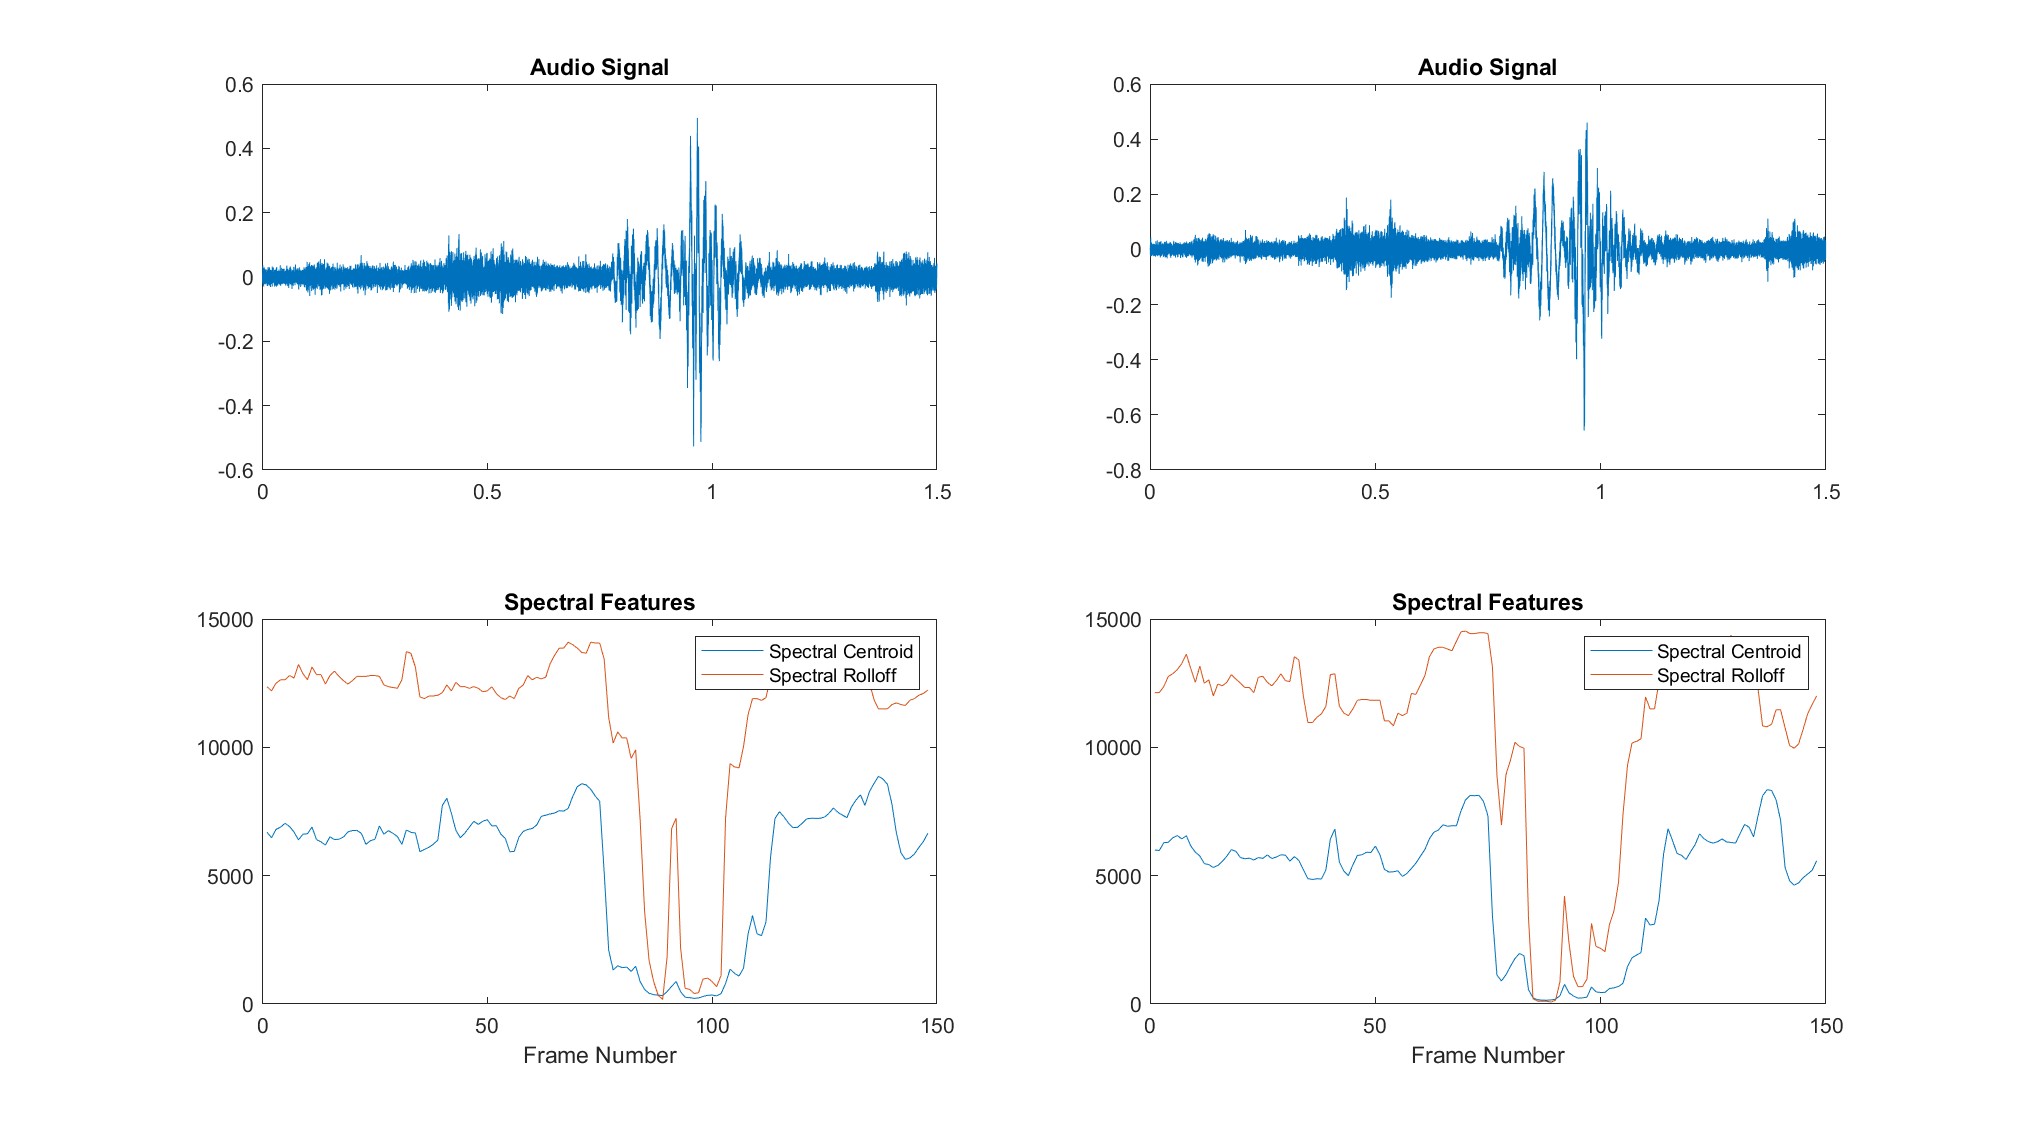 Audio Signal
0.6
0.4
0.2
0
-0.2
-0.4
-0.6
0 0.5 1 1.5
Audio Signal
0.6
0.4
0.2
0
-0.2
-0.4
-0.6
-0.8
0 0.5 1 1.5
Spectral Features
15000
10000
5000
0
Spectral Centroid
Spectral Rolloff
0 50 100 150
Frame Number
Spectral Features
15000
10000
5000
0
Spectral Centroid
Spectral Rolloff
0 50 100 150
Frame Number